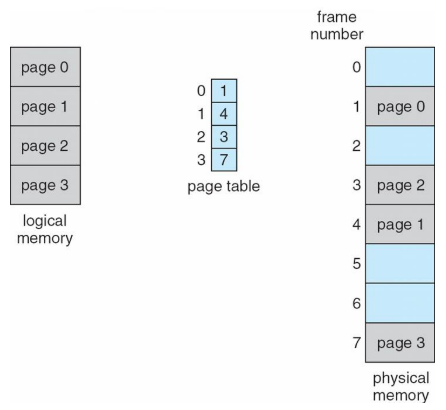 frame
number
page 0
page 1
page 2
page 3
logical
memory
0 1
1 4
2 3
3 7
page table
0
1 page 0
2
3 page 2
4 page 1
5
6
7 page 3
physical
memory